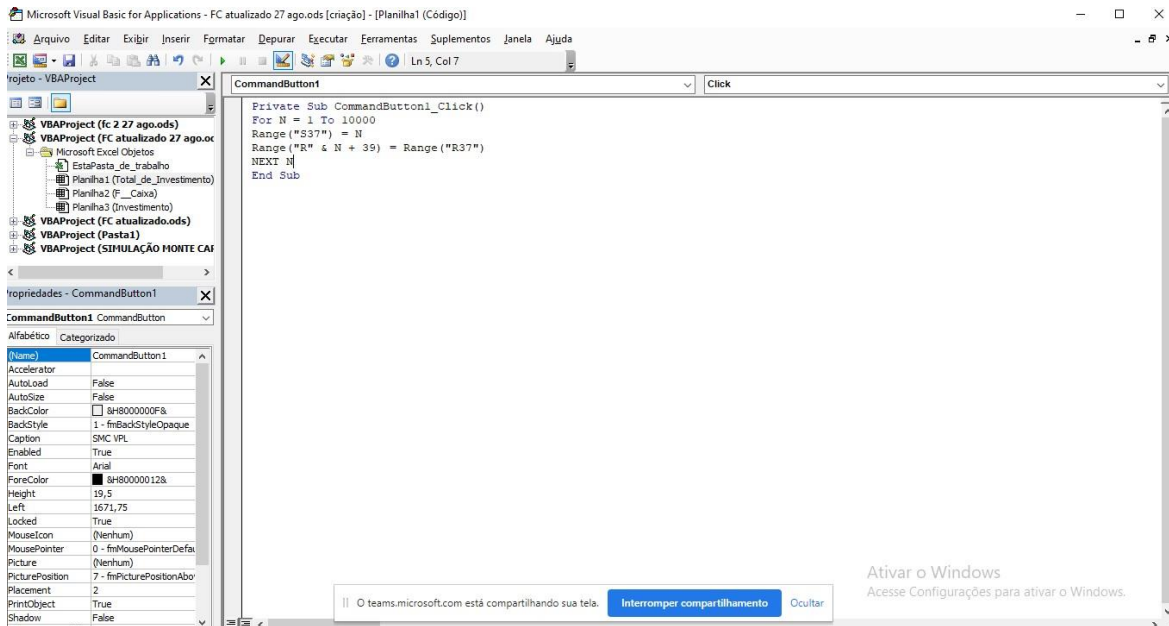 Microsoft Visual Basic for Applications - FC atualizado 27 ago.ods [criação] - [Planilha1 (Código)]
Arquivo Editar Exibir Inserir Formatar Depurar Executar Ferramentas Suplementos Janela Ajuda
Ln 5, Col 7
rojeto - VBAProject
VBAProject (fc 2 27 ago.ods)
VBAProject (FC atualizado 27 ago.oc
Microsoft Excel Objetos
EstaPasta_de_trabalho
Planilha1 (Total_de_Investimento)
Planilha2 (F__Caixa)
Planilha3 (Investimento)
VBAProject (FC atualizado.ods)
VBAProject (Pasta1)
VBAProject (SIMULAÇÃO MONTE CAR
CommandButton1
Click
Private Sub CommandButton1_Click()
For N = 1 To 10000
Range("S37") = N
Range("R" & N + 39) = Range("R37")
NEXT N
End Sub
ropriedades - CommandButton1
CommandButton1 CommandButton
Alfabético Categorizado
(Name) CommandButton1
Accelerator
AutoLoad False
AutoSize False
BackColor &H8000000F&
BackStyle 1 - fmBackStyleOpaque
Caption SMC VPL
Enabled True
Font Arial
ForeColor &H80000012&
Height 19,5
Left 1671,75
Locked True
MouseIcon (Nenhum)
MousePointer 0 - fmMousePointerDefau
Picture (Nenhum)
PicturePosition 7 - fmPicturePositionAbov
Placement 2
PrintObject True
Shadow False
O teams.microsoft.com está compartilhando sua tela. Interromper compartilhamento Ocultar
Ativar o Windows
Acesse Configurações para ativar o Windows.